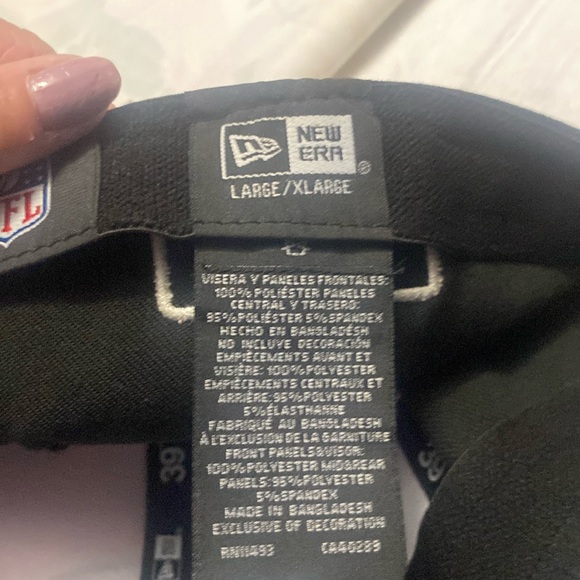 NEW
ERA
®
LARGE/XLARGE
FL
VISERA Y PANELES FRONTALES:
100% POLIÉSTER PANELES
CENTRAL Y TRASERO:
95% POLIÉSTER 5% SPANDEX
HECHO EN BANGLADÉSH
NO INCLUYE DECORACIÓN
EMPIÈCEMENTS AVANT ET
VISIÈRE: 100% POLYESTER
EMPIÈCEMENTS CENTRAUX ET
ARRIÈRE: 95% POLYESTER
5% ÉLASTHANNE
FABRIQUÉ AU BANGLADESH
À L'EXCLUSION DE LA GARNITURE
FRONT PANELS&VISOR:
100% POLYESTER MID&REAR
PANELS: 95% POLYESTER
5% SPANDEX
MADE IN BANGLADESH
EXCLUSIVE OF DECORATION
RN11493 CA40289
39
39